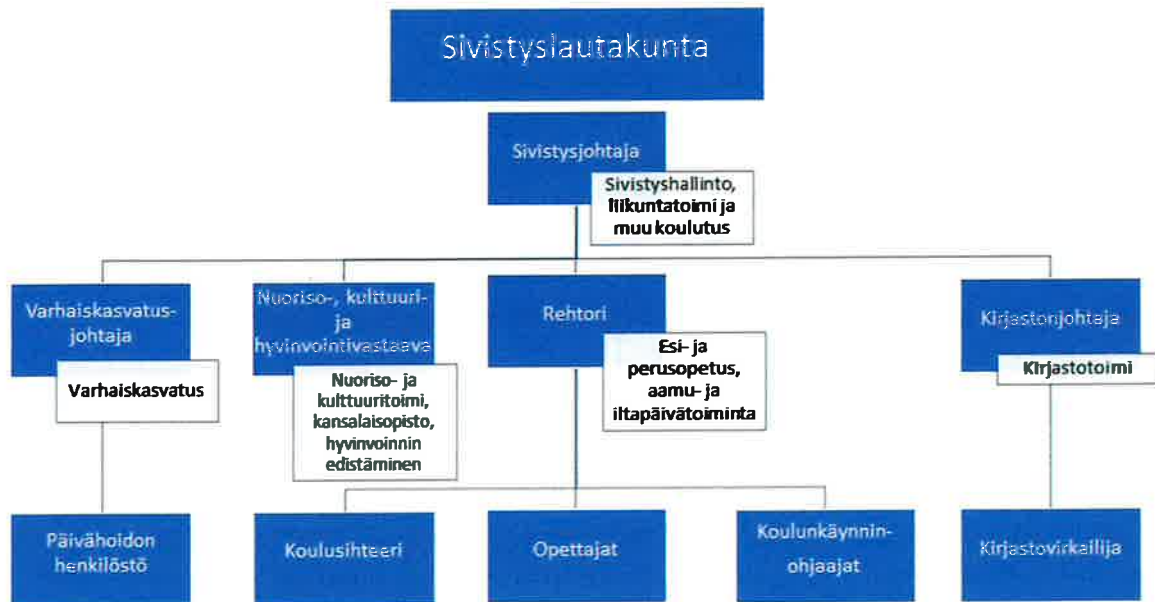 Sivistyslautakunta
Sivistysjohtaja
Sivistyshallinto,
liikuntatoimi ja
muu koulutus
Varhaiskasvatus-
johtaja
Varhaiskasvatus
Nuoriso-, kulttuuri-
ja
hyvinvointivastaava
Nuoriso- ja
kulttuuritoimi,
kansalaisopisto,
hyvinvoinnin
edistäminen
Rehtori
Esi- ja
perusopetus,
aamu- ja
iltapäivätoiminta
Kirjastonjohtaja
Kirjastotoimi
Päivähoidon
henkilöstö
Koulusihteeri
Opettajat
Koulunkäynnin-
ohjaajat
Kirjastovirkailija